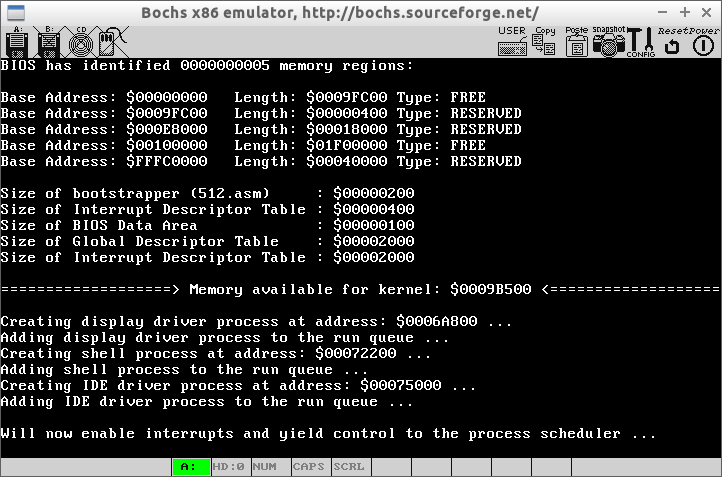 Bochs x86 emulator, http://bochs.sourceforge.net/
A: B: CD USER Copy Paste snapshot CONFIG Reset Power
BIOS has identified 0000000005 memory regions:
Base Address: $00000000 Length: $0009FC00 Type: FREE
Base Address: $0009FC00 Length: $00000400 Type: RESERVED
Base Address: $000E8000 Length: $00018000 Type: RESERVED
Base Address: $00100000 Length: $01F00000 Type: FREE
Base Address: $FFFC0000 Length: $00040000 Type: RESERVED
Size of bootstrapper (512.asm) : $00000200
Size of Interrupt Descriptor Table : $00000400
Size of BIOS Data Area : $00000100
Size of Global Descriptor Table : $00002000
Size of Interrupt Descriptor Table : $00002000
===================> Memory available for kernel: $0009B500 <===================
Creating display driver process at address: $0006A800 ...
Adding display driver process to the run queue ...
Creating shell process at address: $00072200 ...
Adding shell process to the run queue ...
Creating IDE driver process at address: $00075000 ...
Adding IDE driver process to the run queue ...
Will now enable interrupts and yield control to the process scheduler ...
A: HD:0 NUM CAPS SCRL